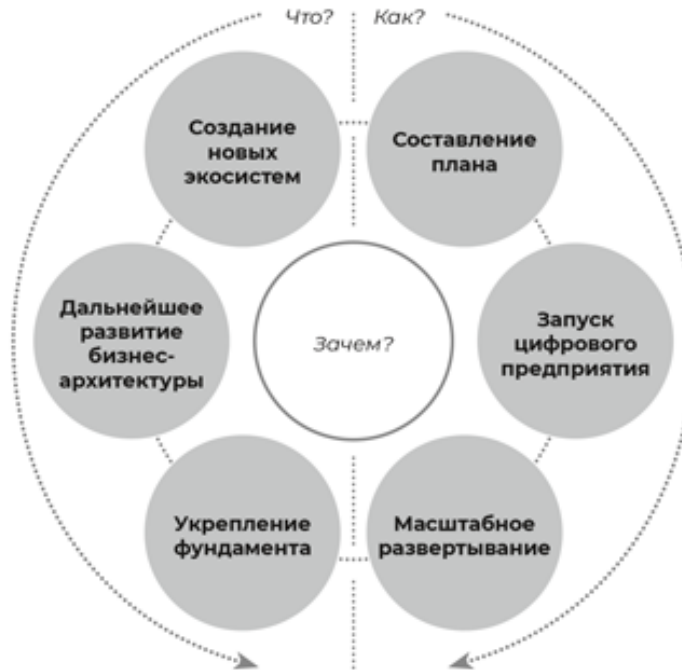 Что?
Как?
Создание
новых
экосистем
Составление
плана
Дальнейшее
развитие
бизнес-
архитектуры
Зачем?
Запуск
цифрового
предприятия
Укрепление
фундамента
Масштабное
развертывание